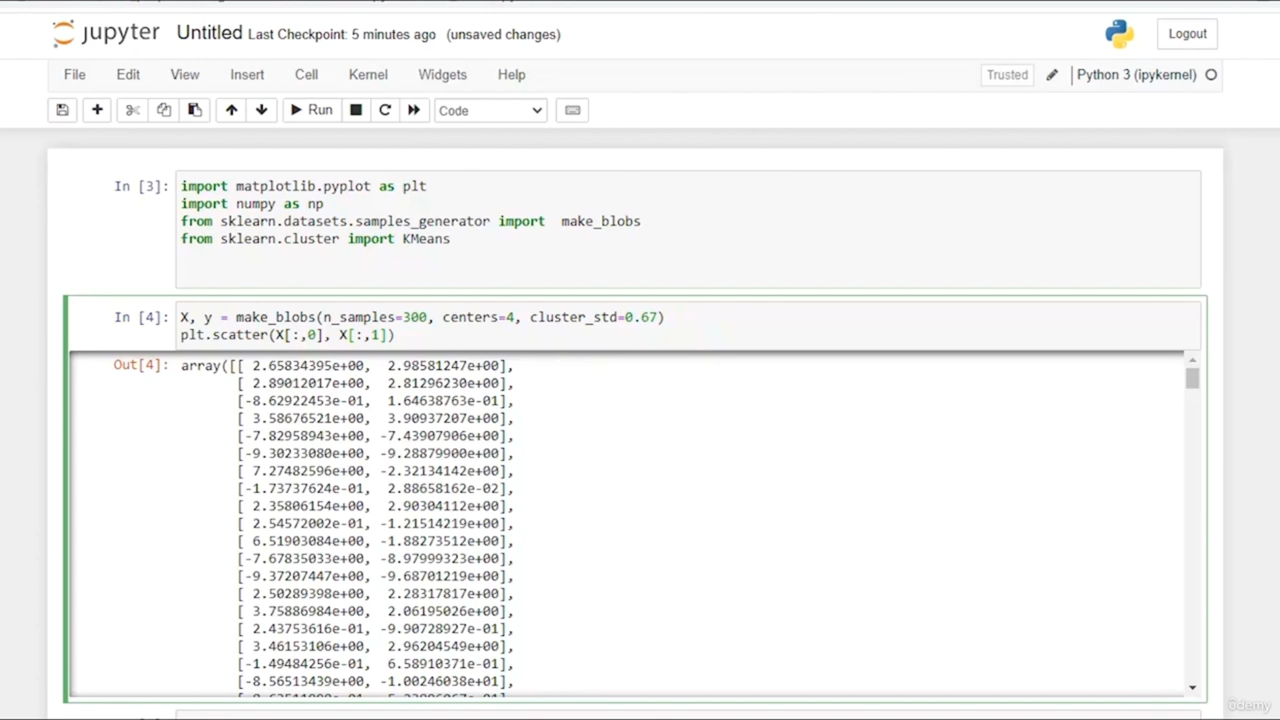 jupyter Untitled Last Checkpoint: 5 minutes ago (unsaved changes) Logout
File Edit View Insert Cell Kernel Widgets Help Trusted Python 3 (ipykernel)
Run Code
In [3]: import matplotlib.pyplot as plt
import numpy as np
from sklearn.datasets.samples_generator import make_blobs
from sklearn.cluster import KMeans
In [4]: X, y = make_blobs(n_samples=300, centers=4, cluster_std=0.67)
plt.scatter(X[:,0], X[:,1])
Out[4]: array([[ 2.65834395e+00, 2.98581247e+00],
[ 2.89012017e+00, 2.81296230e+00],
[-8.62922453e-01, 1.64638763e-01],
[ 3.58676521e+00, 3.90937207e+00],
[-7.82958943e+00, -7.43907906e+00],
[-9.30233080e+00, -9.28879900e+00],
[ 7.27482596e+00, -2.32134142e+00],
[-1.73737624e-01, 2.88658162e-02],
[ 2.35806154e+00, 2.90304112e+00],
[ 2.54572002e-01, -1.21514219e+00],
[ 6.51903084e+00, -1.88273512e+00],
[-7.67835033e+00, -8.97999323e+00],
[-9.37207447e+00, -9.68701219e+00],
[ 2.50289398e+00, 2.28317817e+00],
[ 3.75886984e+00, 2.06195026e+00],
[ 2.43753616e-01, -9.90728927e-01],
[ 3.46153106e+00, 2.96204549e+00],
[-1.49484256e-01, 6.58910371e-01],
[-8.56513439e+00, -1.00246038e+01],